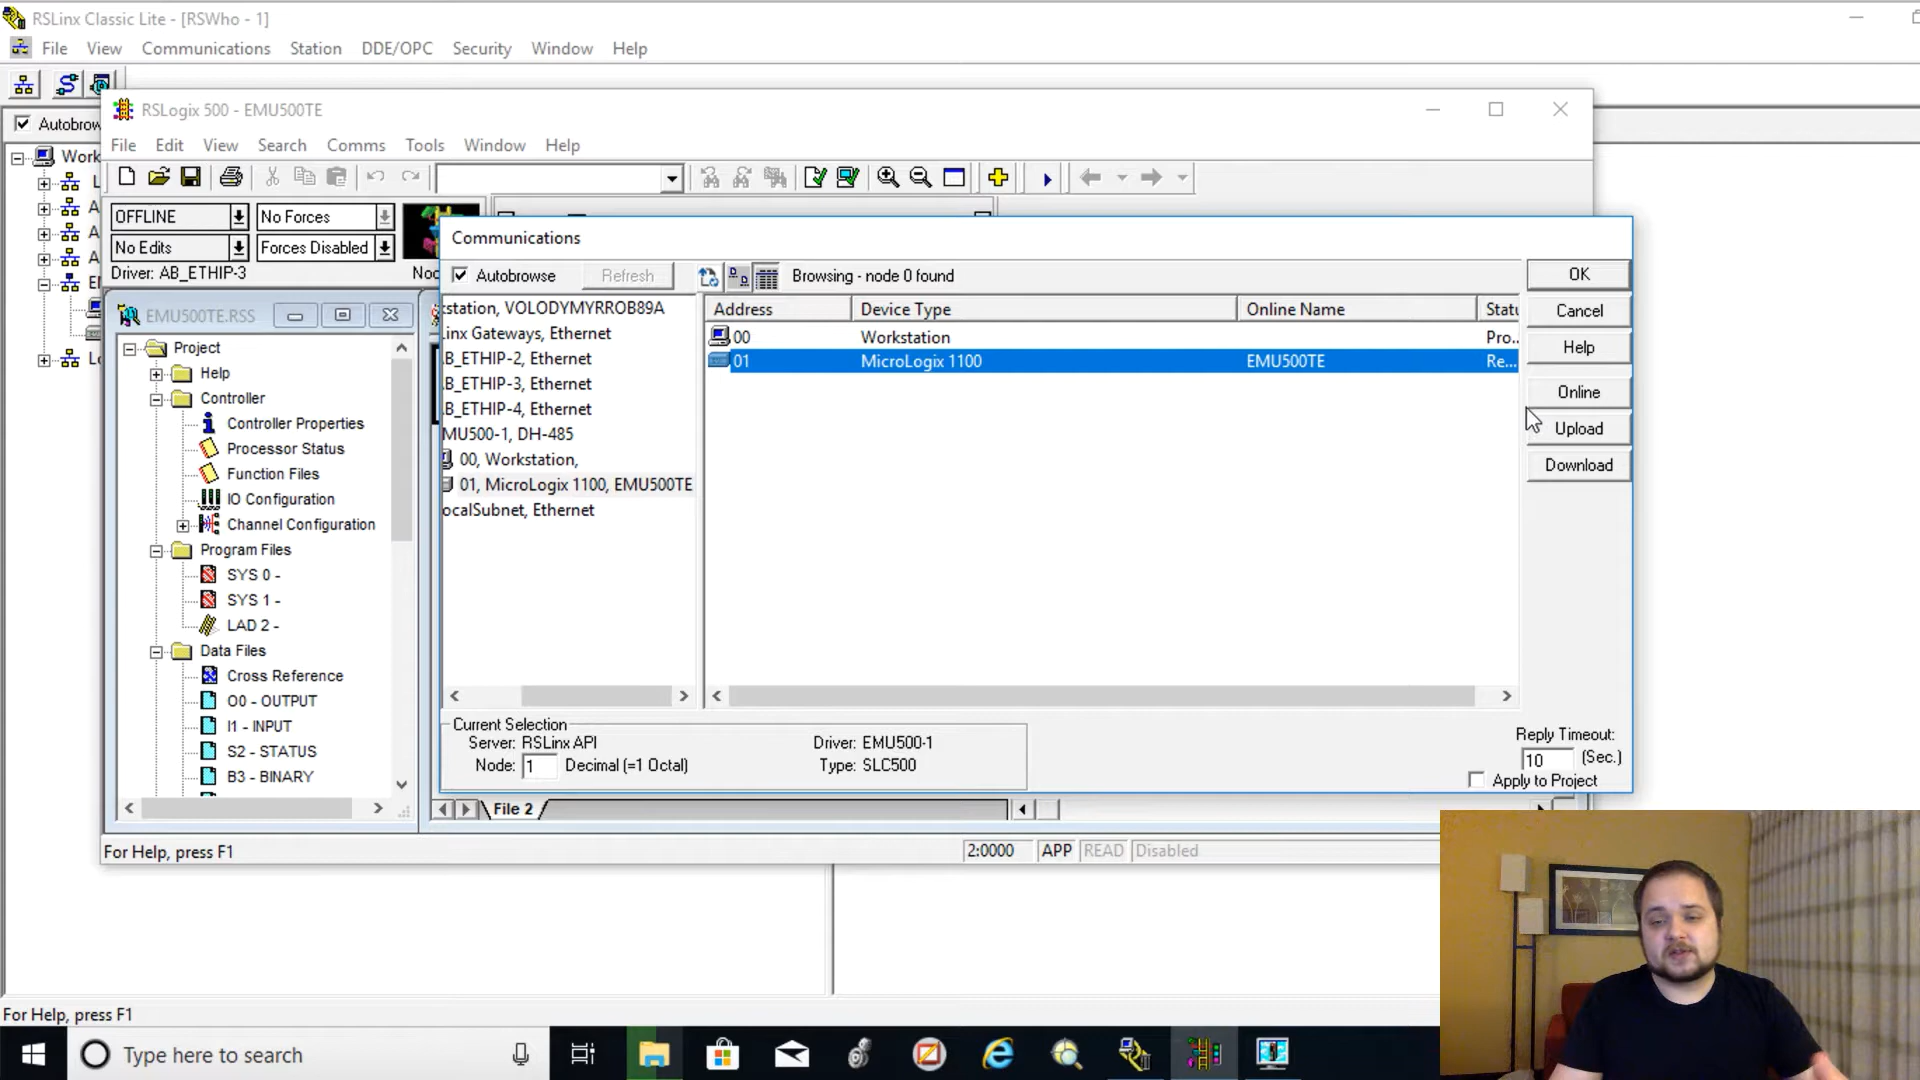 RSLinx Classic Lite - [RSWho - 1]
File View Communications Station DDE/OPC Security Window Help
Autobrow
Work
RSLogix 500 - EMU500TE
File Edit View Search Comms Tools Window Help
OFFLINE No Forces
No Edits Forces Disabled
Driver: AB_ETHIP-3 Noc
EMU500TE.RSS
Project
Help
Controller
Controller Properties
Processor Status
Function Files
IO Configuration
Channel Configuration
Program Files
SYS 0 -
SYS 1 -
LAD 2 -
Data Files
Cross Reference
O0 - OUTPUT
I1 - INPUT
S2 - STATUS
B3 - BINARY
Communications
Autobrowse Refresh Browsing - node 0 found
kstation, VOLODYMYRROB89A
Linx Gateways, Ethernet
B_ETHIP-2, Ethernet
B_ETHIP-3, Ethernet
B_ETHIP-4, Ethernet
MU500-1, DH-485
00, Workstation,
01, MicroLogix 1100, EMU500TE
ocalSubnet, Ethernet
Address Device Type Online Name Statu
00 Workstation Pro...
01 MicroLogix 1100 EMU500TE Re...
OK
Cancel
Help
Online
Upload
Download
Current Selection
Server: RSLinx API Driver: EMU500-1
Node: 1 Decimal (=1 Octal) Type: SLC500
Reply Timeout:
10 (Sec.)
Apply to Project
File 2
For Help, press F1
2:0000 APP READ Disabled
For Help, press F1
Type here to search